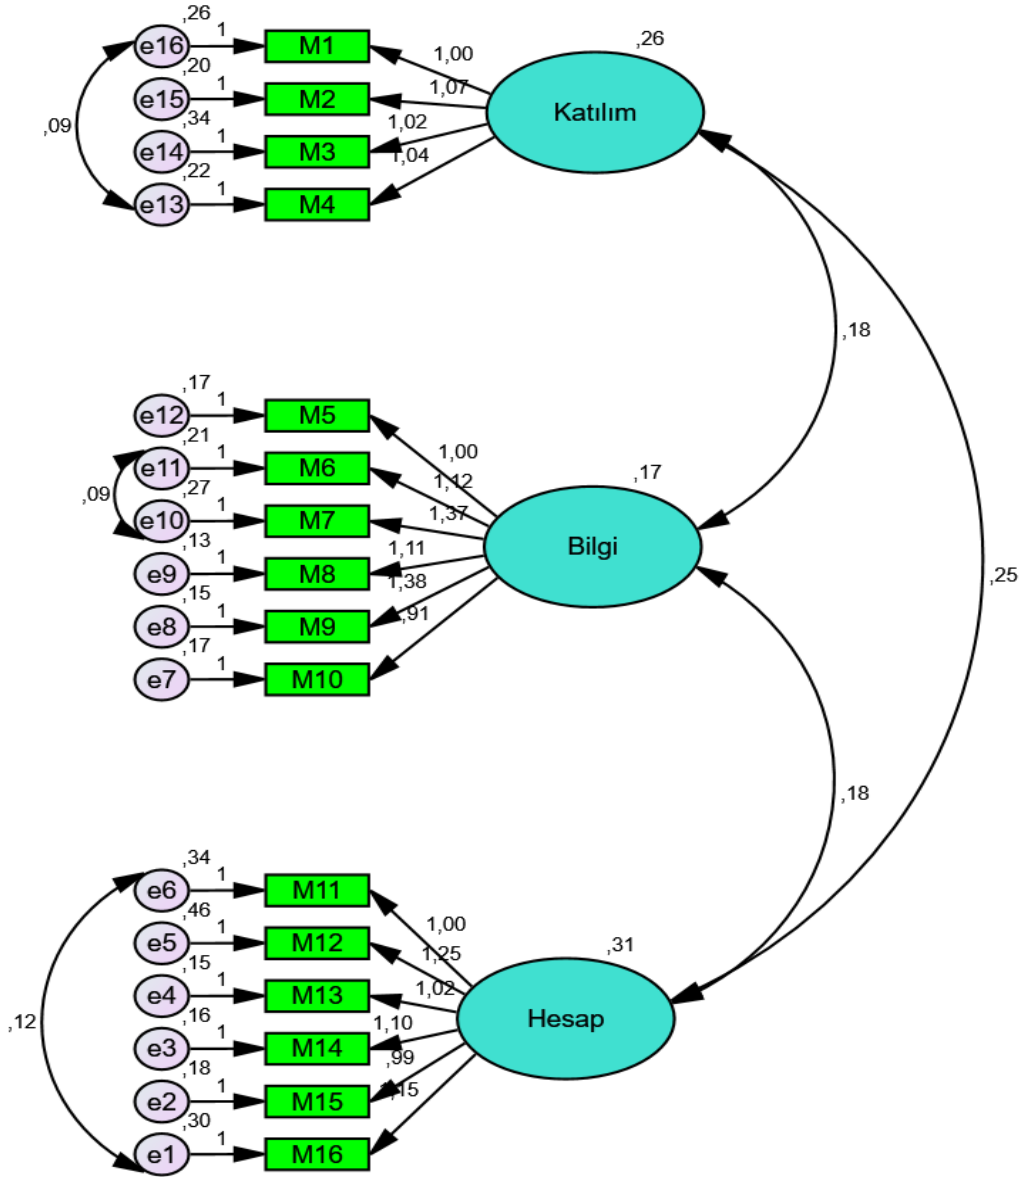 ,26
e16 1 M1 1,00 ,26
,20
e15 1 M2 1,07 Katılım
,34
,09 e14 1 M3 1,02
,22
e13 1 M4 1,04
,18
,17
e12 1 M5 1,00
,21
e11 1 M6 1,12 ,17
,09 ,27
e10 1 M7 1,37 Bilgi
,13
e9 1 M8 1,11
,15
e8 1 M9 1,38
,17
e7 1 M10 ,91
,25
,18
,34
e6 1 M11 1,00
,46
e5 1 M12 1,25 ,31
,15
e4 1 M13 1,02 Hesap
,12 ,16
e3 1 M14 1,10
,18
e2 1 M15 ,99
,30
e1 1 M16 1,15